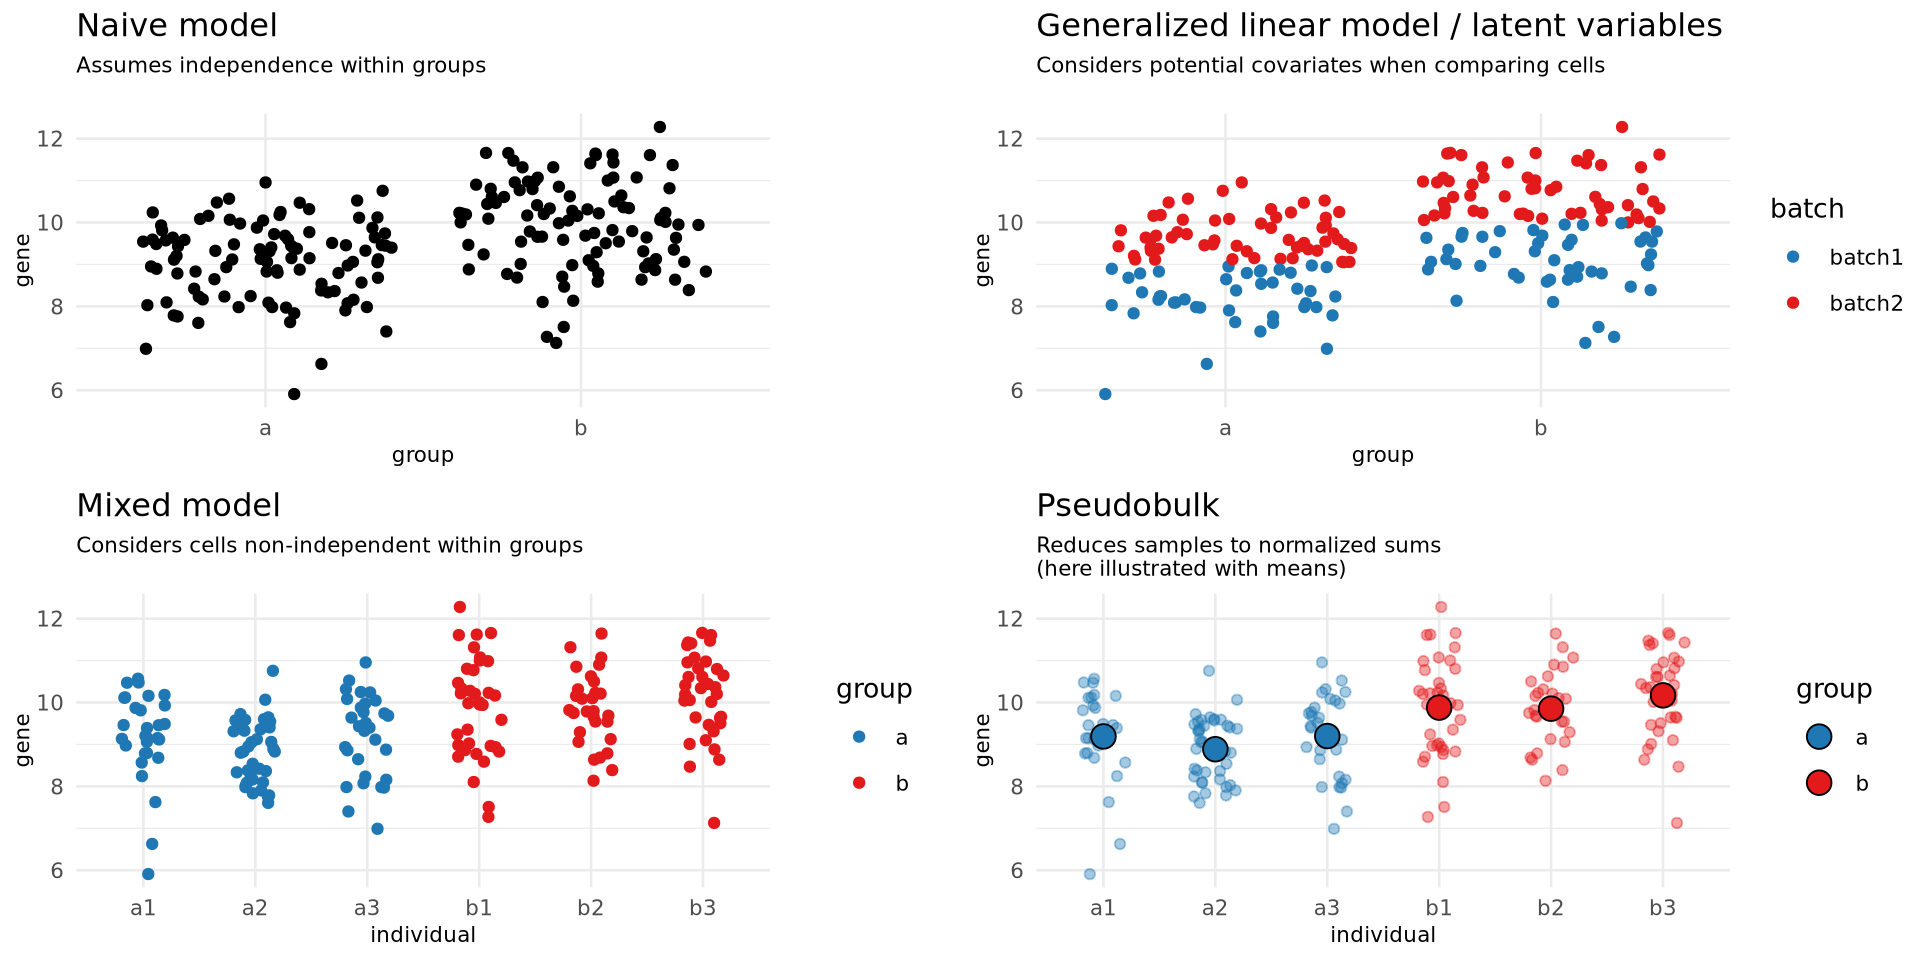 Naive model
Assumes independence within groups
12
10
8
6
gene
a
b
group
Generalized linear model / latent variables
Considers potential covariates when comparing cells
12
10
8
6
gene
a
b
group
batch
batch1
batch2
Mixed model
Considers cells non-independent within groups
12
10
8
6
gene
a1
a2
a3
b1
b2
b3
individual
group
a
b
Pseudobulk
Reduces samples to normalized sums
(here illustrated with means)
12
10
8
6
gene
a1
a2
a3
b1
b2
b3
individual
group
a
b